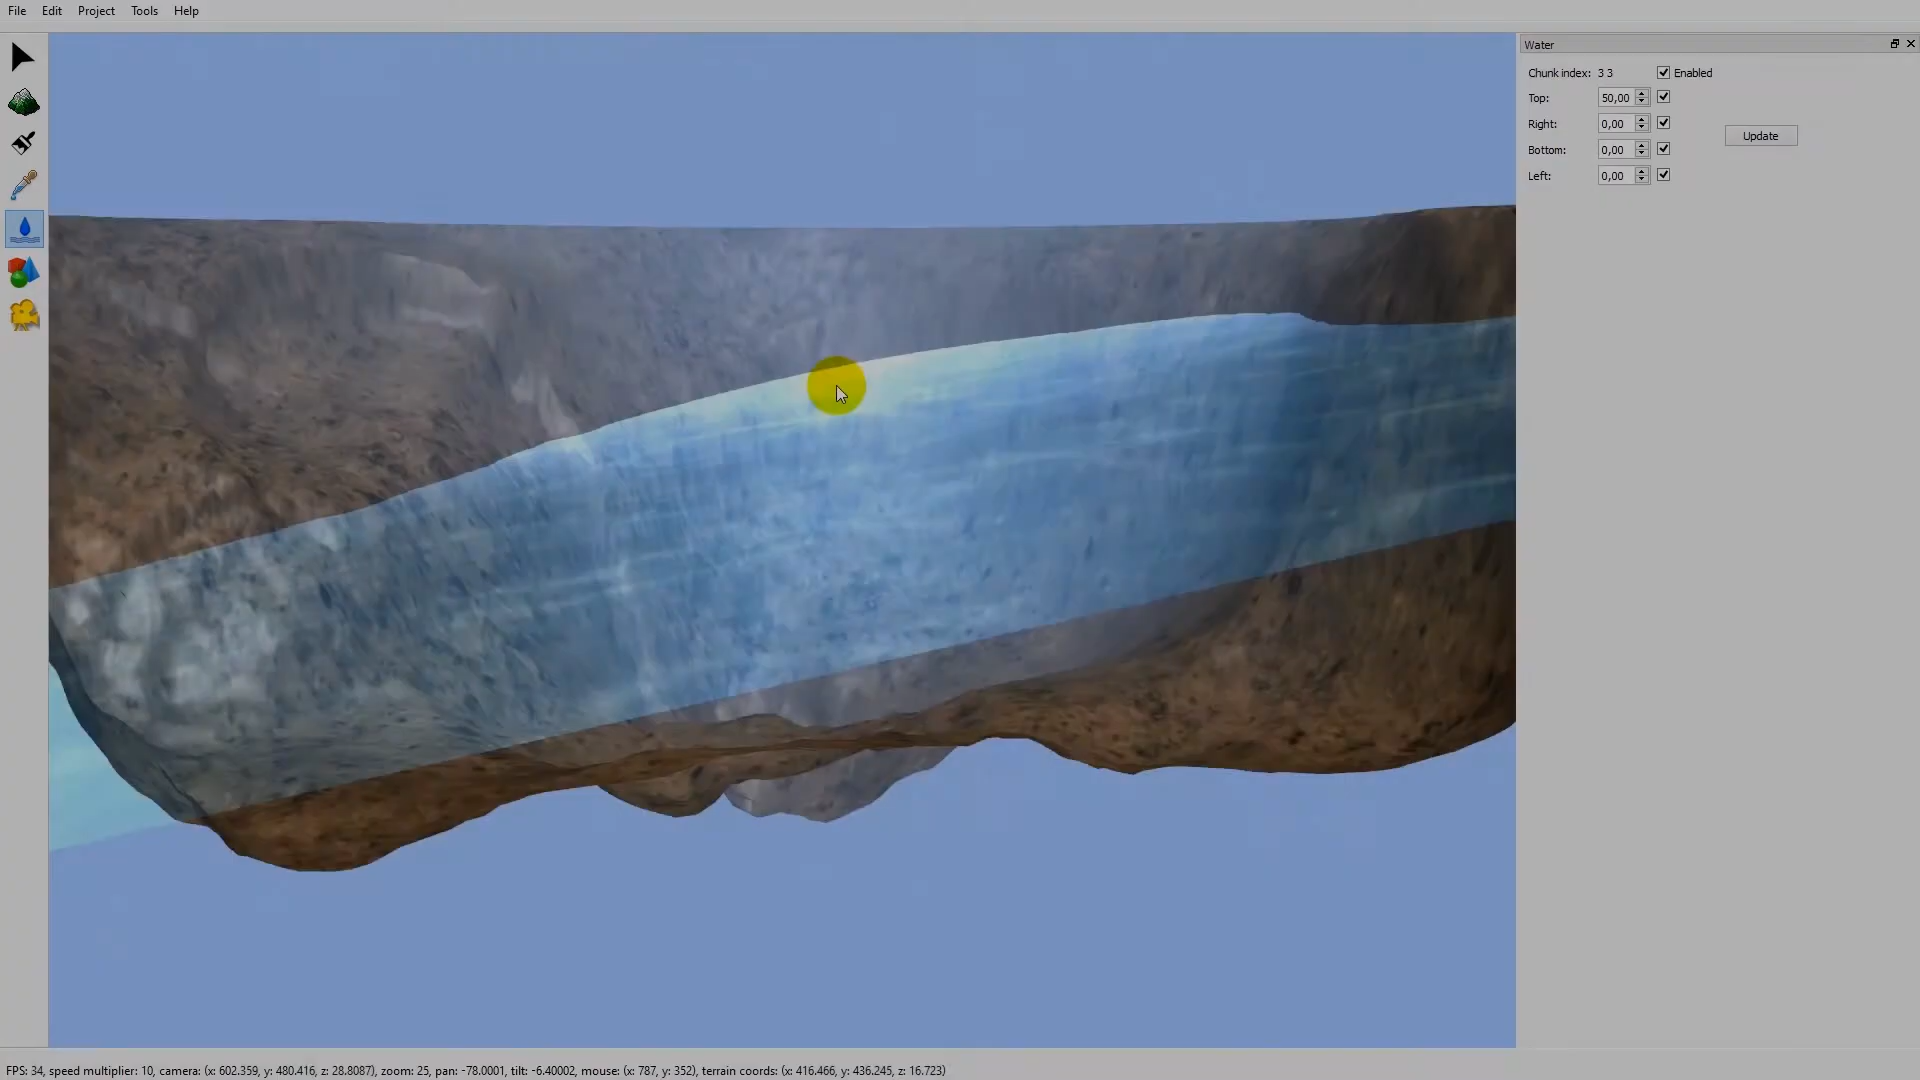 File Edit Project Tools Help
Water
Chunk index: 3 3 Enabled
Top: 50,00
Right: 0,00
Update
Bottom: 0,00
Left: 0,00
FPS: 34, speed multiplier: 10, camera: (x: 602.359, y: 480.416, z: 28.8087), zoom: 25, pan: -78.0001, tilt: -6.40002, mouse: (x: 787, y: 352), terrain coords: (x: 416.466, y: 436.245, z: 16.723)